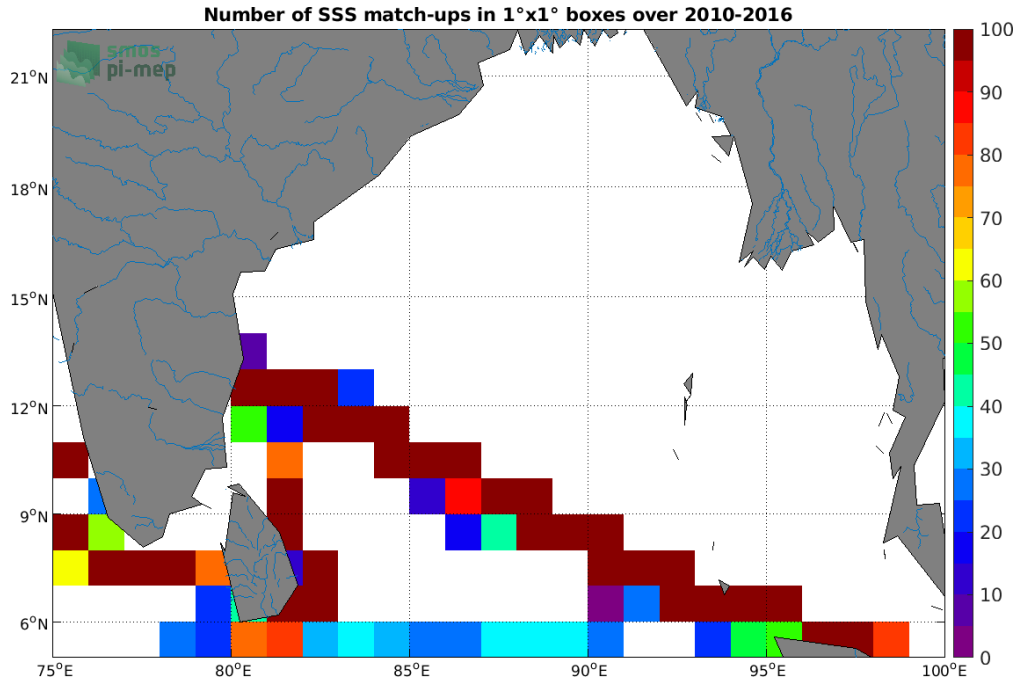 Number of SSS match-ups in 1°x1° boxes over 2010-2016
smos
pi-mep
21°N
18°N
15°N
12°N
9°N
6°N
75°E 80°E 85°E 90°E 95°E 100°E
100
90
80
70
60
50
40
30
20
10
0